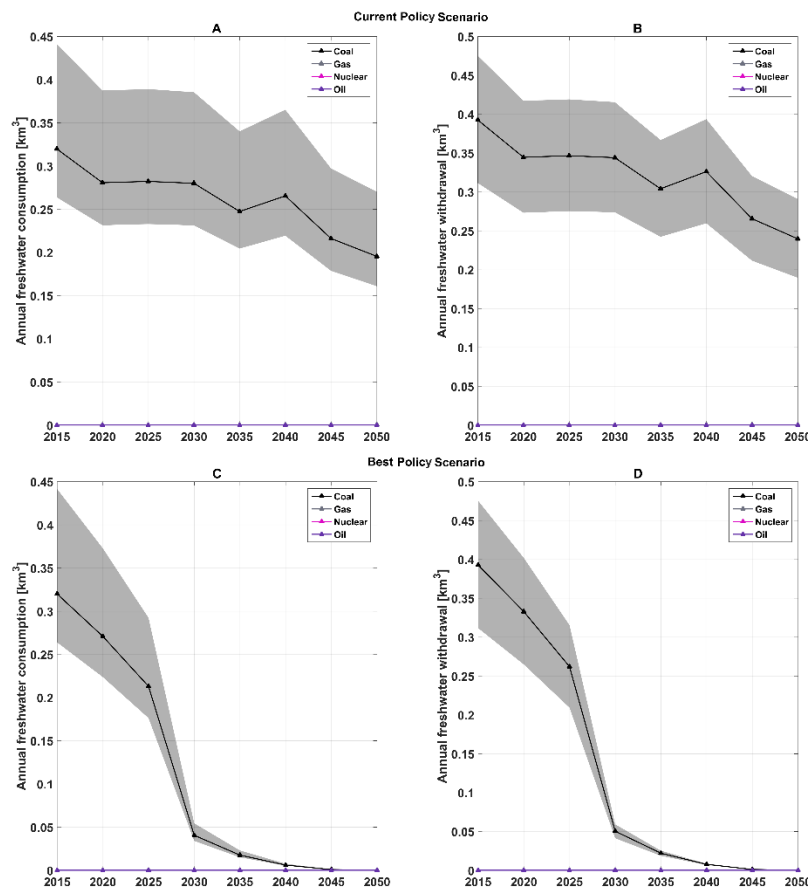 Current Policy Scenario
A
Annual freshwater consumption [km³]
0.45
0.4
0.35
0.3
0.25
0.2
0.15
0.1
0.05
0
2015 2020 2025 2030 2035 2040 2045 2050
Coal
Gas
Nuclear
Oil
B
Annual freshwater withdrawal [km³]
0.5
0.45
0.4
0.35
0.3
0.25
0.2
0.15
0.1
0.05
0
2015 2020 2025 2030 2035 2040 2045 2050
Coal
Gas
Nuclear
Oil
Best Policy Scenario
C
Annual freshwater consumption [km³]
0.45
0.4
0.35
0.3
0.25
0.2
0.15
0.1
0.05
0
2015 2020 2025 2030 2035 2040 2045 2050
Coal
Gas
Nuclear
Oil
D
Annual freshwater withdrawal [km³]
0.5
0.45
0.4
0.35
0.3
0.25
0.2
0.15
0.1
0.05
0
2015 2020 2025 2030 2035 2040 2045 2050
Coal
Gas
Nuclear
Oil